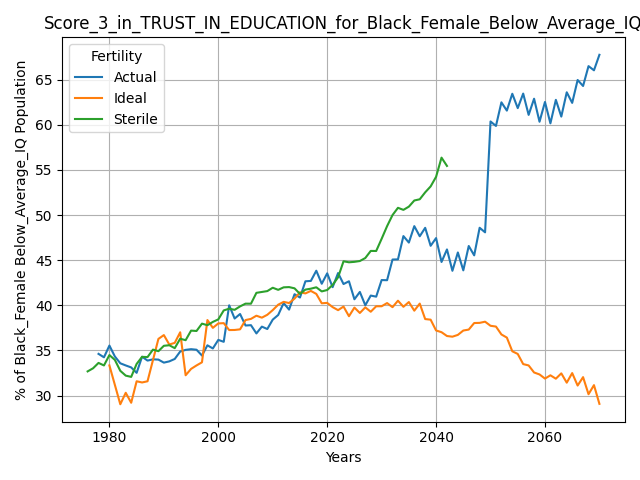 Score_3_in_TRUST_IN_EDUCATION_for_Black_Female_Below_Average_IQ
Fertility
Actual
Ideal
Sterile
% of Black_Female Below_Average_IQ Population
65
60
55
50
45
40
35
30
1980
2000
2020
2040
2060
Years